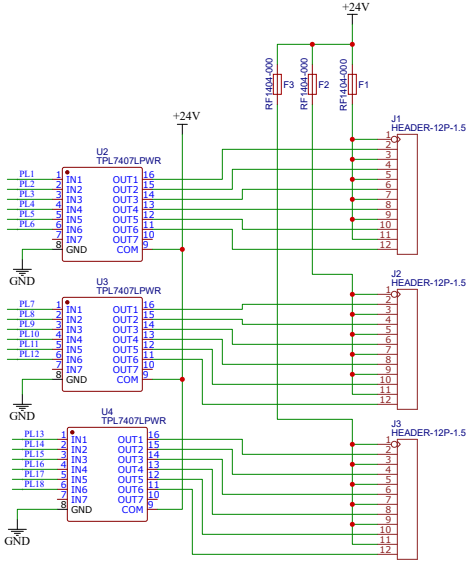 +24V
RF1404-000 F3
RF1404-000 F2
RF1404-000 F1
+24V
J1
HEADER-12P-1.5
1
2
3
4
5
6
7
8
9
10
11
12
U2
TPL7407LPWR
PL1 1 IN1 OUT1 16
PL2 2 IN2 OUT2 15
PL3 3 IN3 OUT3 14
PL4 4 IN4 OUT4 13
PL5 5 IN5 OUT5 12
PL6 6 IN6 OUT6 11
7 IN7 OUT7 10
8 GND COM 9
GND
J2
HEADER-12P-1.5
1
2
3
4
5
6
7
8
9
10
11
12
U3
TPL7407LPWR
PL7 1 IN1 OUT1 16
PL8 2 IN2 OUT2 15
PL9 3 IN3 OUT3 14
PL10 4 IN4 OUT4 13
PL11 5 IN5 OUT5 12
PL12 6 IN6 OUT6 11
7 IN7 OUT7 10
8 GND COM 9
GND
J3
HEADER-12P-1.5
1
2
3
4
5
6
7
8
9
10
11
12
U4
TPL7407LPWR
PL13 1 IN1 OUT1 16
PL14 2 IN2 OUT2 15
PL15 3 IN3 OUT3 14
PL16 4 IN4 OUT4 13
PL17 5 IN5 OUT5 12
PL18 6 IN6 OUT6 11
7 IN7 OUT7 10
8 GND COM 9
GND